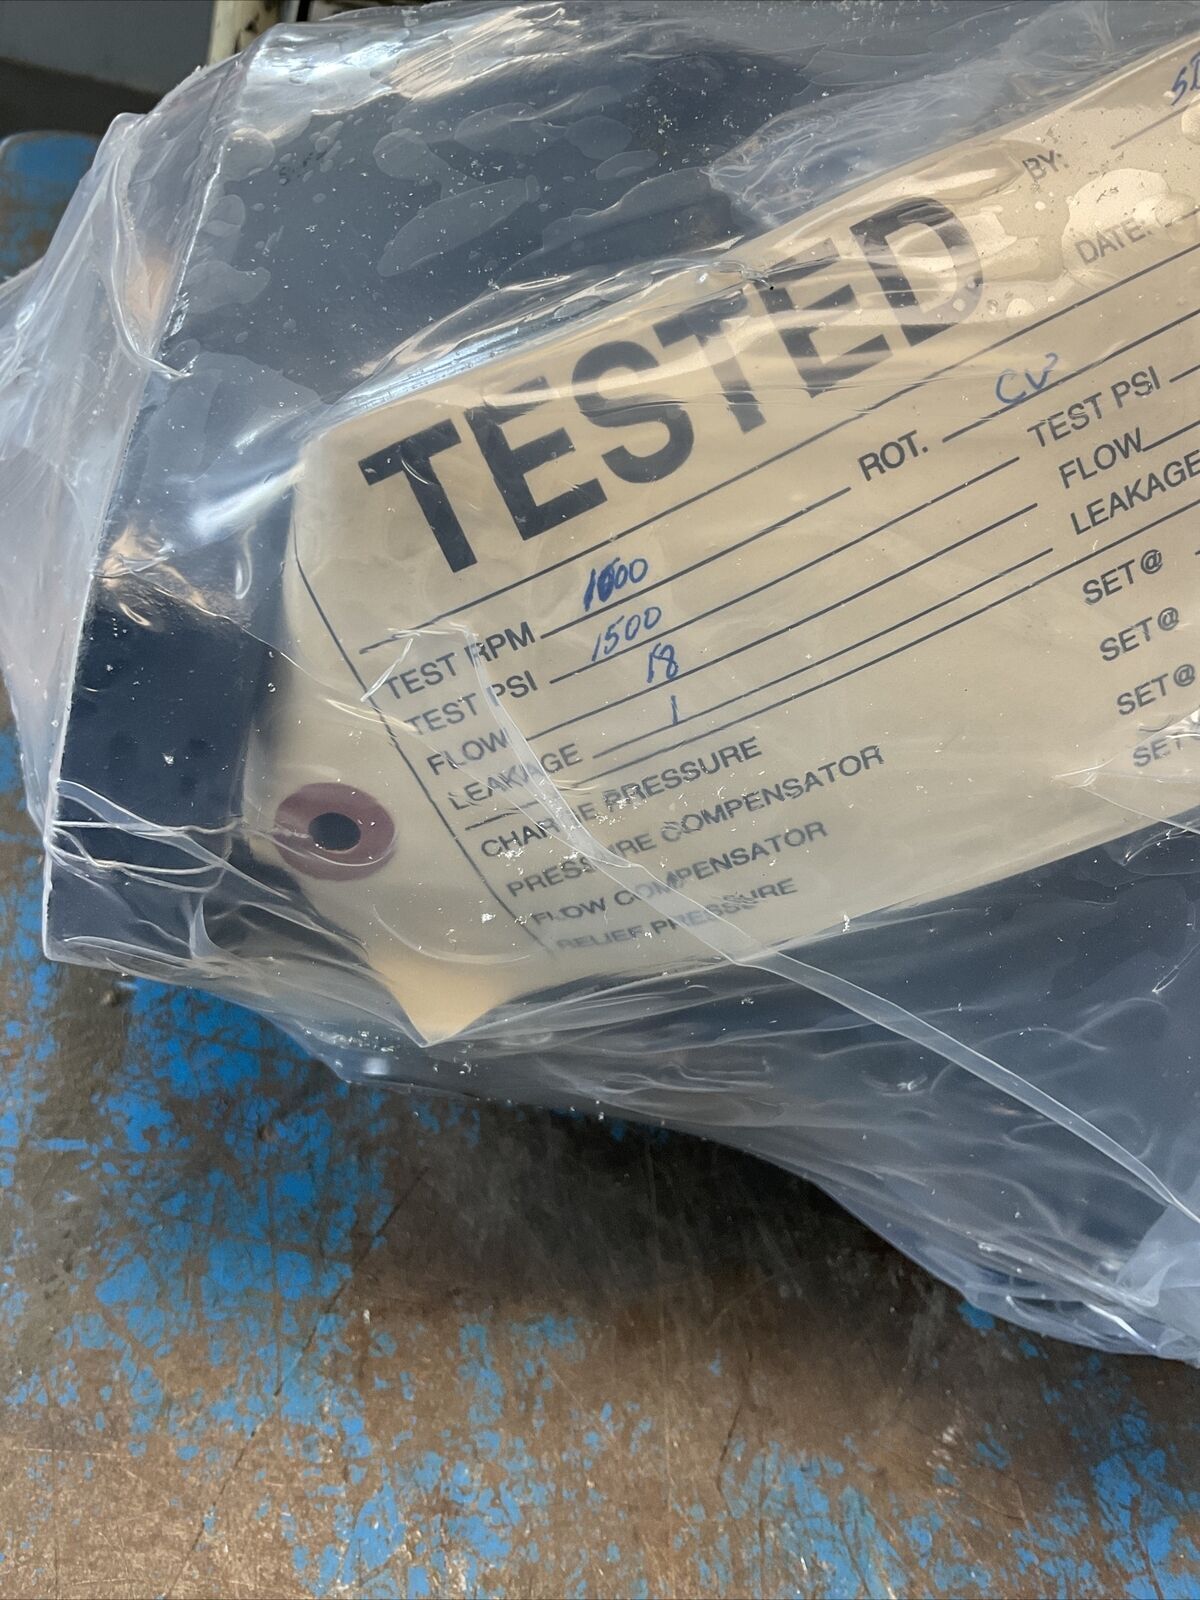 TESTED
BY:
DATE:
TEST RPM 1000 ROT. CW
TEST PSI 1500 TEST PSI
FLOW 18 FLOW
LEAKAGE 1 LEAKAGE
CHARGE PRESSURE SET@
PRESSURE COMPENSATOR SET@
FLOW COMPENSATOR SET@
RELIEF PRESSURE SET